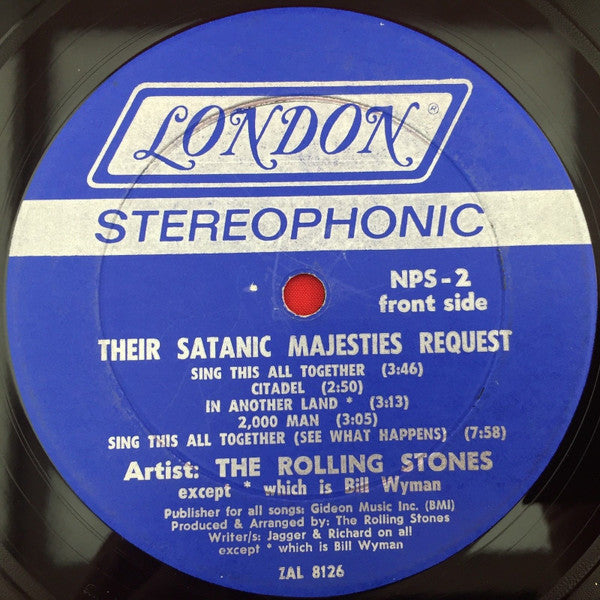 LONDON®
STEREOPHONIC
NPS-2
front side
THEIR SATANIC MAJESTIES REQUEST
SING THIS ALL TOGETHER (3:46)
CITADEL (2:50)
IN ANOTHER LAND * (3:13)
2,000 MAN (3:05)
SING THIS ALL TOGETHER (SEE WHAT HAPPENS) (7:58)
Artist: THE ROLLING STONES
except * which is Bill Wyman
Publisher for all songs: Gideon Music Inc. (BMI)
Produced & Arranged by: The Rolling Stones
Writer/s: Jagger & Richard on all
except * which is Bill Wyman
ZAL 8126